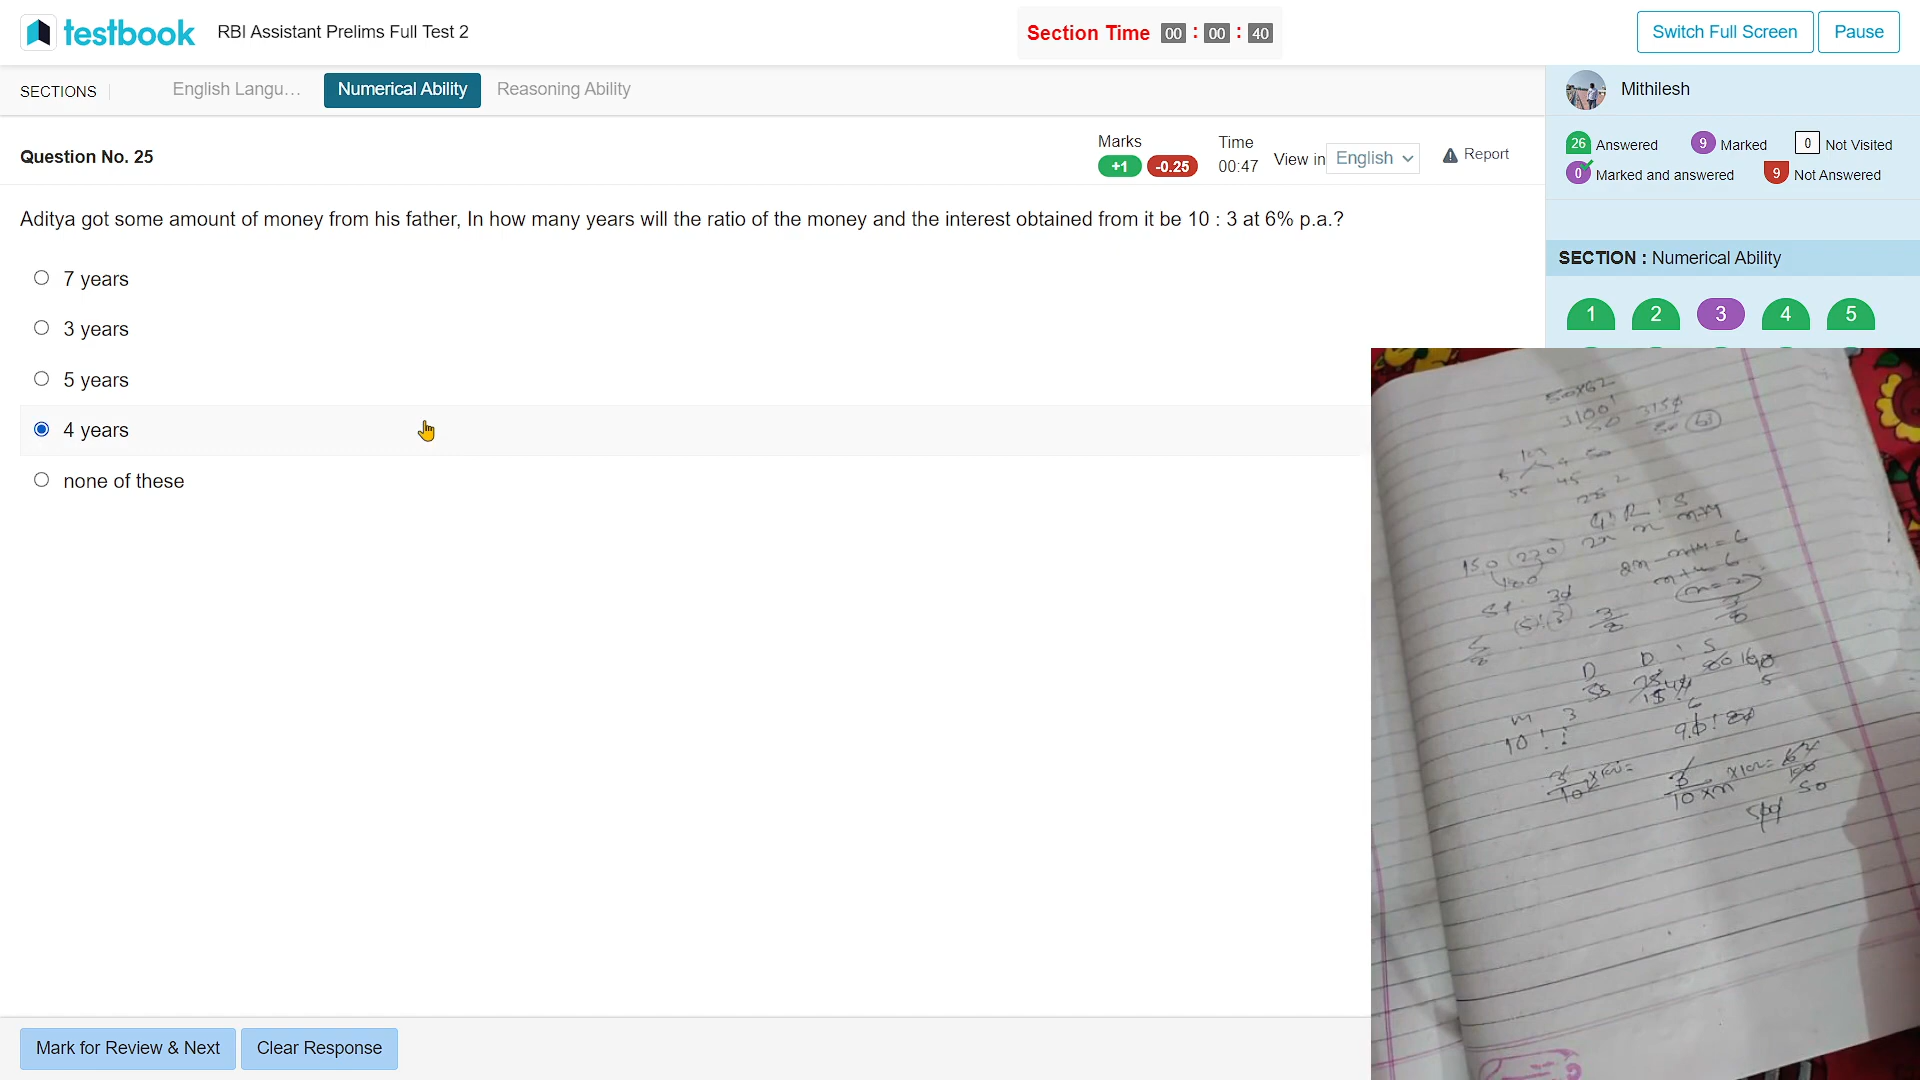 testbook RBI Assistant Prelims Full Test 2
Section Time 00 : 00 : 40
Switch Full Screen Pause
SECTIONS English Langu... Numerical Ability Reasoning Ability
Mithilesh
Question No. 25
Marks +1 -0.25
Time 00:47
View in English
Report
26 Answered 9 Marked 0 Not Visited
0 Marked and answered 9 Not Answered
Aditya got some amount of money from his father, In how many years will the ratio of the money and the interest obtained from it be 10 : 3 at 6% p.a.?
7 years
3 years
5 years
4 years
none of these
SECTION : Numerical Ability
1 2 3 4 5
50x62
3100
150 230
Mark for Review & Next Clear Response